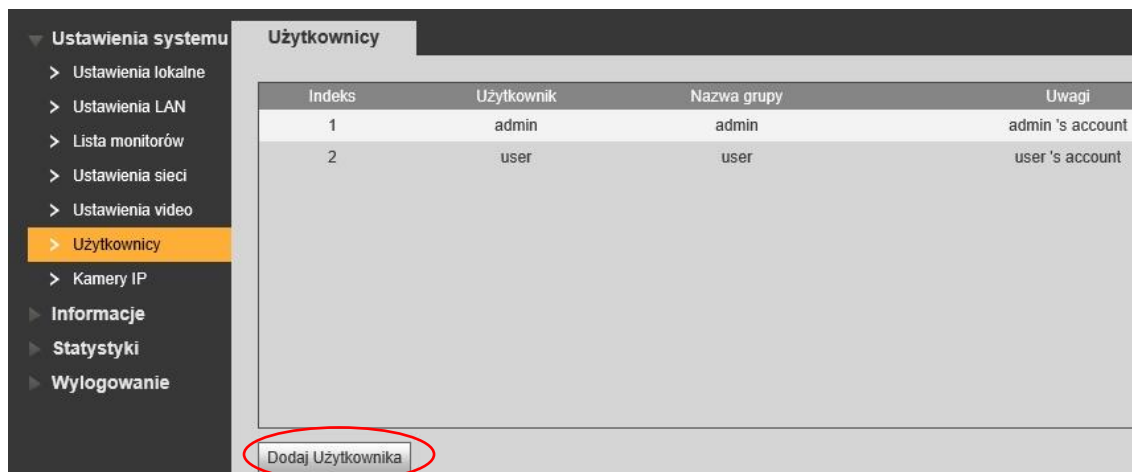 Ustawienia systemu
Ustawienia lokalne
Ustawienia LAN
Lista monitorów
Ustawienia sieci
Ustawienia video
Użytkownicy
Kamery IP
Informacje
Statystyki
Wylogowanie
Użytkownicy
Indeks Użytkownik Nazwa grupy Uwagi
1 admin admin admin 's account
2 user user user 's account
Dodaj Użytkownika